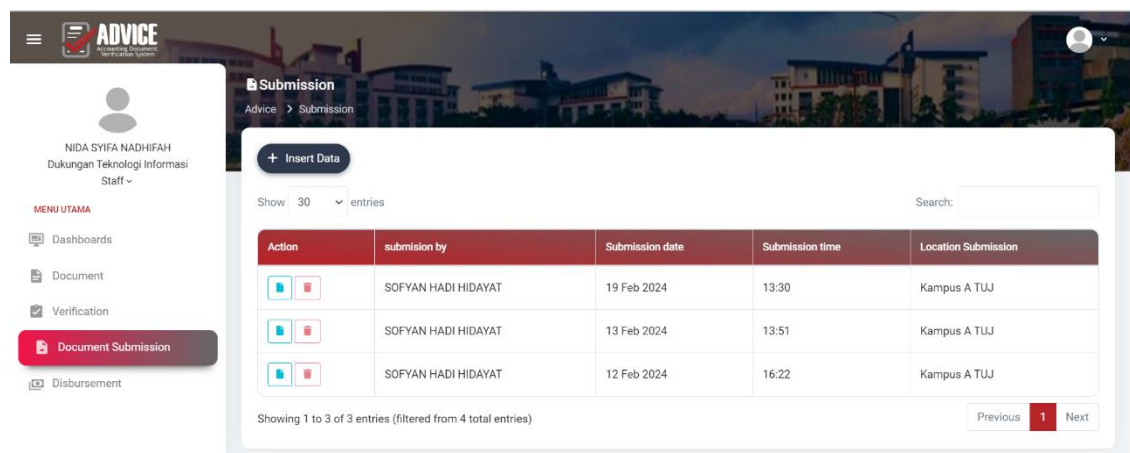 ADVICE
Accounting Document
Verification System
Submission
Advice > Submission
NIDA SYIFA NADHIFAH
Dukungan Teknologi Informasi
Staff
MENU UTAMA
Dashboards
Document
Verification
Document Submission
Disbursement
+ Insert Data
Show 30 entries
Search:
Action submision by Submission date Submission time Location Submission
SOFYAN HADI HIDAYAT 19 Feb 2024 13:30 Kampus A TUJ
SOFYAN HADI HIDAYAT 13 Feb 2024 13:51 Kampus A TUJ
SOFYAN HADI HIDAYAT 12 Feb 2024 16:22 Kampus A TUJ
Showing 1 to 3 of 3 entries (filtered from 4 total entries)
Previous 1 Next